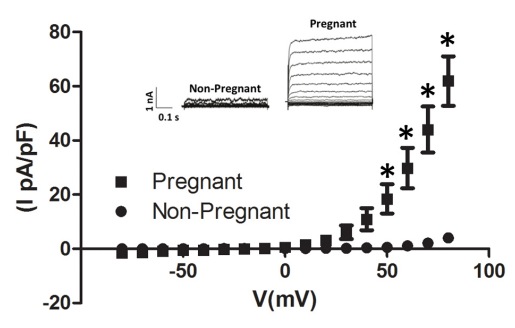 Pregnant
Non-Pregnant
1 nA
0.1 s
(I pA/pF)
80
60
40
20
0
-20
Pregnant
Non-Pregnant
-50
0
50
100
V(mV)
* * * *